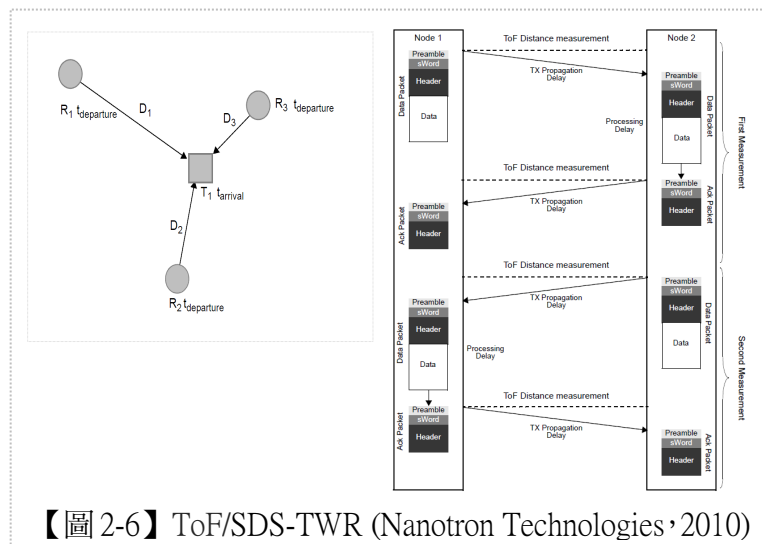 R1 tdeparture
D1
R3 tdeparture
D3
T1 tarrival
D2
R2 tdeparture
Node 1
ToF Distance measurement
Node 2
Preamble
sWord
Header
Data
Data Packet
TX Propagation
Delay
Preamble
sWord
Header
Data
Data Packet
Processing
Delay
First Measurement
ToF Distance measurement
TX Propagation
Delay
Preamble
sWord
Header
Ack Packet
Preamble
sWord
Header
Ack Packet
ToF Distance measurement
TX Propagation
Delay
Preamble
sWord
Header
Data
Data Packet
Preamble
sWord
Header
Data
Data Packet
Processing
Delay
Second Measurement
ToF Distance measurement
TX Propagation
Delay
Preamble
sWord
Header
Ack Packet
Preamble
sWord
Header
Ack Packet
【圖 2-6】ToF/SDS-TWR (Nanotron Technologies,2010)